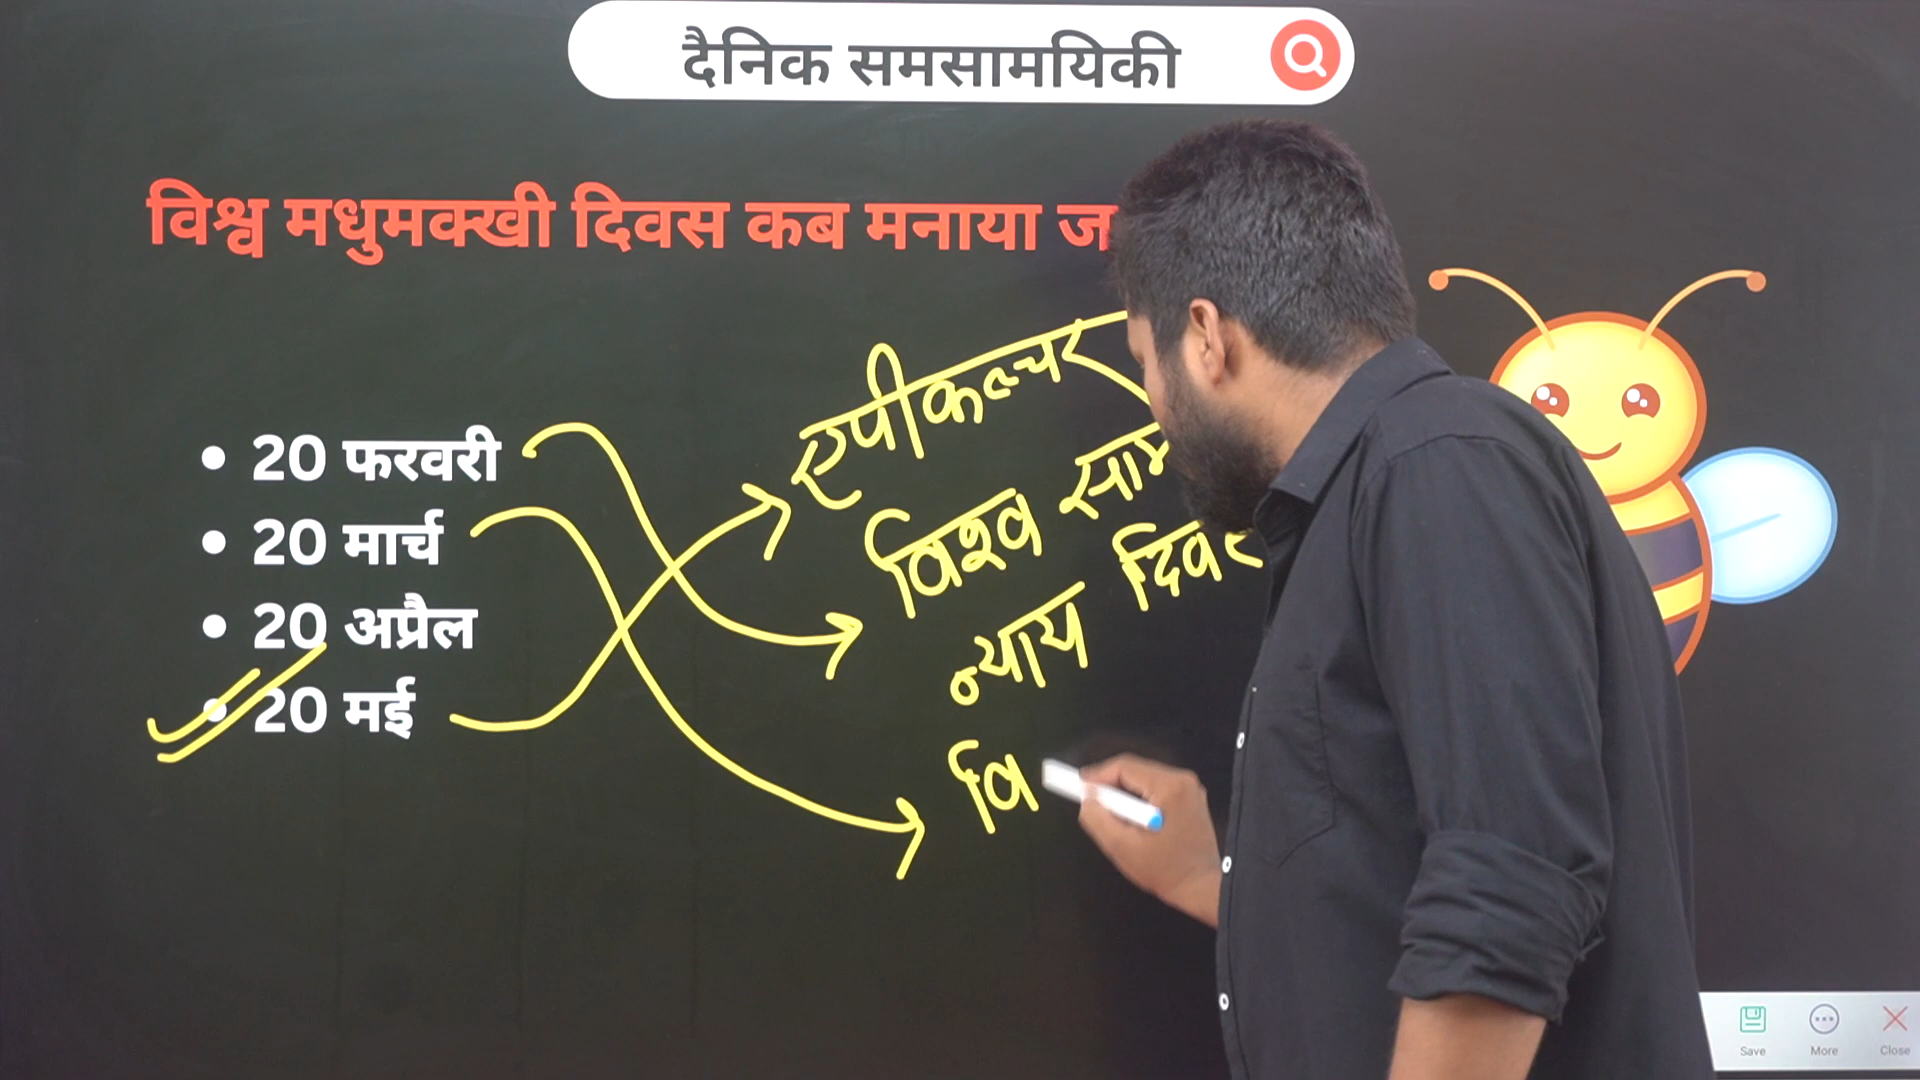 दैनिक समसामयिकी
विश्व मधुमक्खी दिवस कब मनाया
• 20 फरवरी
• 20 मार्च
• 20 अप्रैल
• 20 मई
एपीकल्चर
विश्व
न्याय
वि
Save More Close